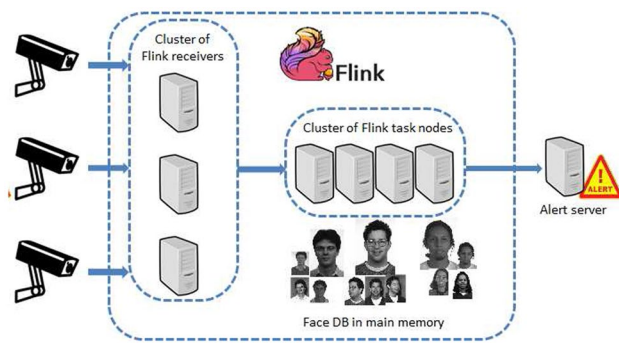 Cluster of
Flink receivers
Flink
Cluster of Flink task nodes
!
ALERT
Alert server
Face DB in main memory